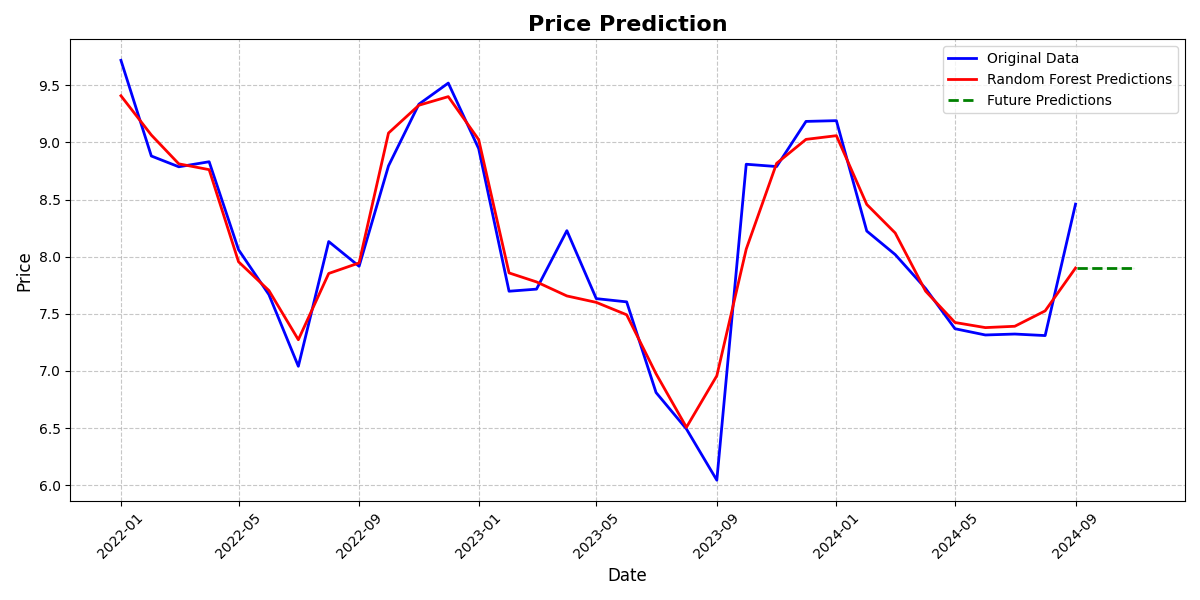 Price Prediction
Original Data
Random Forest Predictions
Future Predictions
Price
9.5
9.0
8.5
8.0
7.5
7.0
6.5
6.0
2022-01
2022-05
2022-09
2023-01
2023-05
2023-09
2024-01
2024-05
2024-09
Date